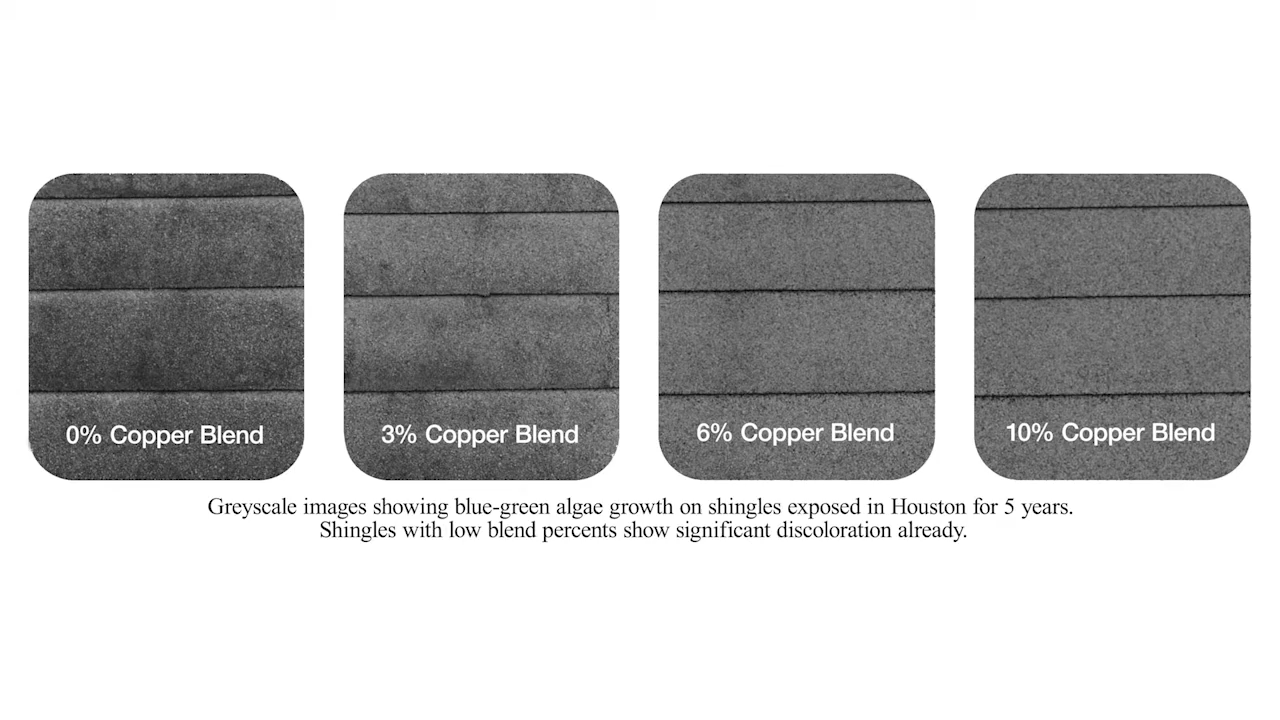 0% Copper Blend
3% Copper Blend
6% Copper Blend
10% Copper Blend
Greyscale images showing blue-green algae growth on shingles exposed in Houston for 5 years.
Shingles with low blend percents show significant discoloration already.